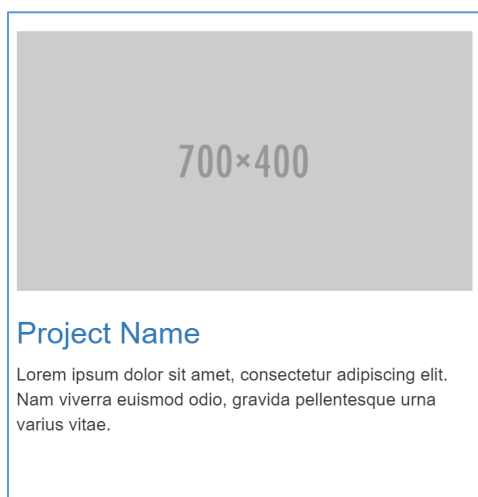 700×400
Project Name
Lorem ipsum dolor sit amet, consectetur adipiscing elit.
Nam viverra euismod odio, gravida pellentesque urna
varius vitae.